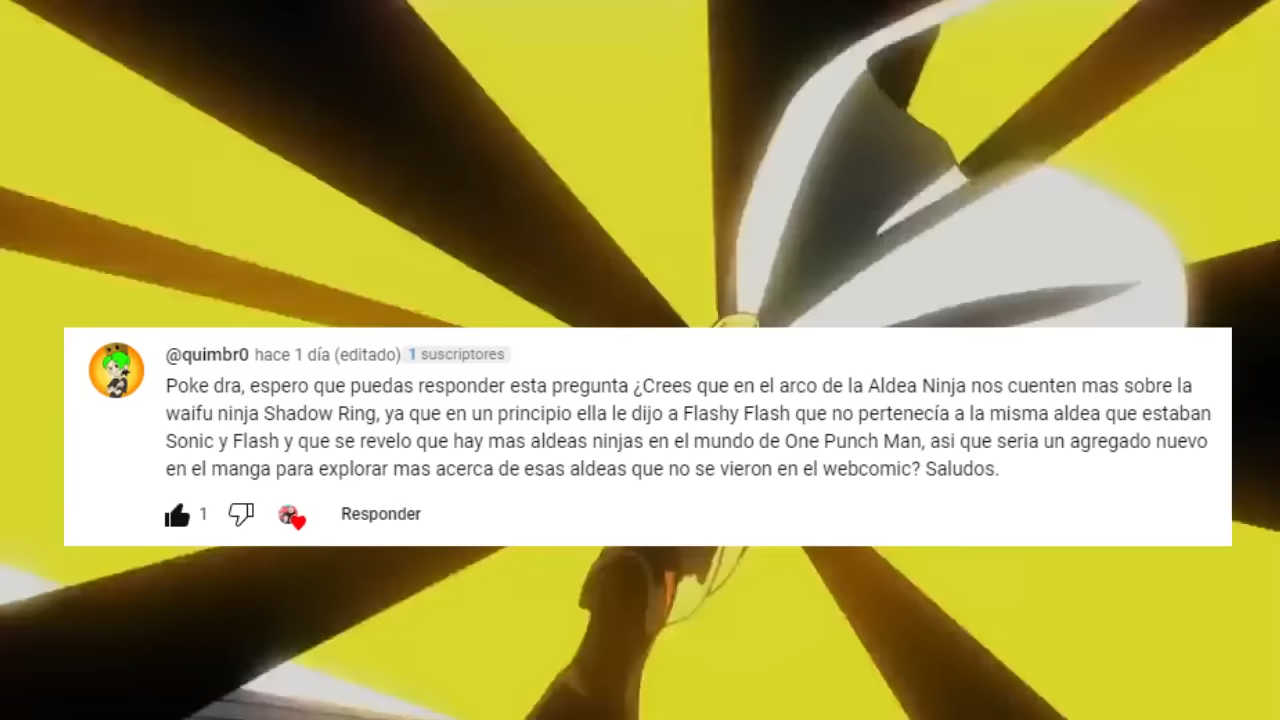 @quimbr0 hace 1 día (editado) 1 suscriptores
Poke dra, espero que puedas responder esta pregunta ¿Crees que en el arco de la Aldea Ninja nos cuenten mas sobre la
waifu ninja Shadow Ring, ya que en un principio ella le dijo a Flashy Flash que no pertenecía a la misma aldea que estaban
Sonic y Flash y que se revelo que hay mas aldeas ninjas en el mundo de One Punch Man, asi que seria un agregado nuevo
en el manga para explorar mas acerca de esas aldeas que no se vieron en el webcomic? Saludos.
1 Responder